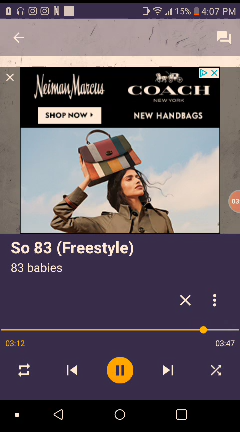 15% 4:07 PM
Neiman Marcus
COACH
NEW YORK
SHOP NOW
NEW HANDBAGS
03
So 83 (Freestyle)
83 babies
03:12
03:47